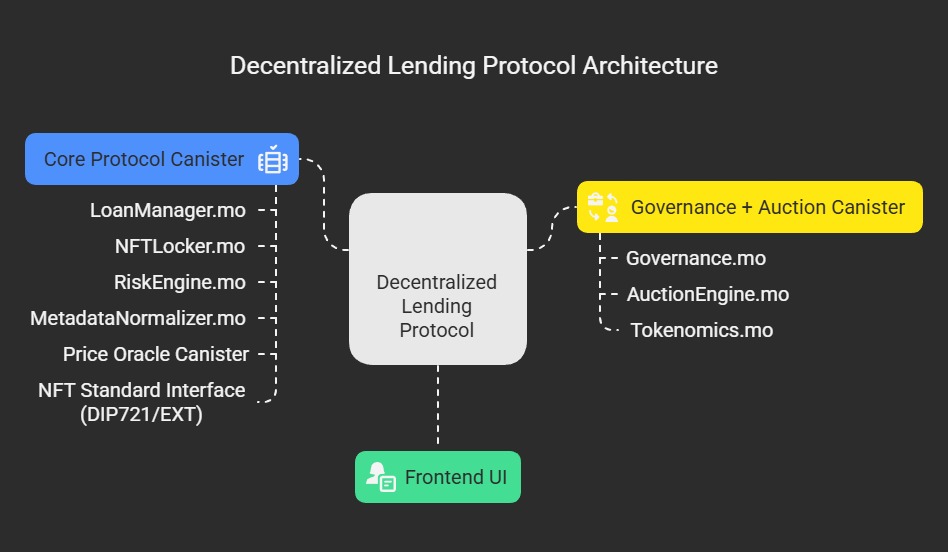 Decentralized Lending Protocol Architecture
Core Protocol Canister
LoanManager.mo
NFTLocker.mo
RiskEngine.mo
MetadataNormalizer.mo
Price Oracle Canister
NFT Standard Interface
(DIP721/EXT)
Decentralized
Lending
Protocol
Governance + Auction Canister
Governance.mo
AuctionEngine.mo
Tokenomics.mo
Frontend UI